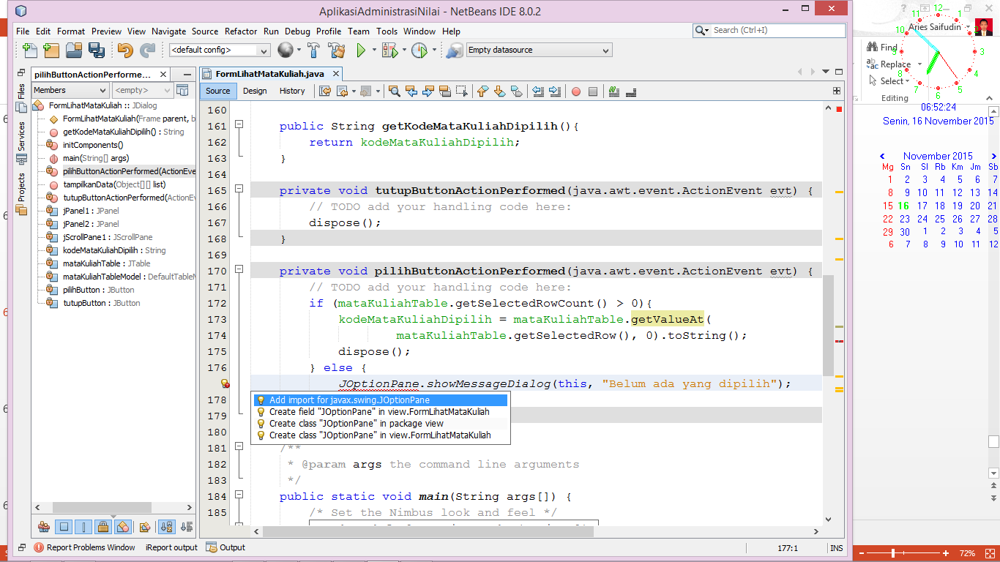 AplikasiAdministrasiNilai - NetBeans IDE 8.0.2
File Edit Format Preview View Navigate Source Refactor Run Debug Profile Team Tools Window Help
Search (Ctrl+I)
<default config>
Empty datasource
pilihButtonActionPerforme...
Members
<empty>
Files
Services
Projects
FormLihatMataKuliah :: JDialog
FormLihatMataKuliah(Frame parent, b
getKodeMataKuliahDipilih() : String
initComponents()
main(String[] args)
pilihButtonActionPerformed(ActionEve
tampilkanData(Object[][] list)
tutupButtonActionPerformed(ActionEv
jPanel1 : JPanel
jPanel2 : JPanel
jScrollPane1 : JScrollPane
kodeMataKuliahDipilih : String
mataKuliahTable : JTable
mataKuliahTableModel : DefaultTableM
pilihButton : JButton
tutupButton : JButton
FormLihatMataKuliah.java
Source Design History
160
161 public String getKodeMataKuliahDipilih(){
162 return kodeMataKuliahDipilih;
163 }
164
165 private void tutupButtonActionPerformed(java.awt.event.ActionEvent evt) {
166 // TODO add your handling code here:
167 dispose();
168 }
169
170 private void pilihButtonActionPerformed(java.awt.event.ActionEvent evt) {
171 // TODO add your handling code here:
172 if (mataKuliahTable.getSelectedRowCount() > 0){
173 kodeMataKuliahDipilih = mataKuliahTable.getValueAt(
174 mataKuliahTable.getSelectedRow(), 0).toString();
175 dispose();
176 } else {
JOptionPane.showMessageDialog(this, "Belum ada yang dipilih");
178
179
180
Add import for javax.swing.JOptionPane
Create field "JOptionPane" in view.FormLihatMataKuliah
Create class "JOptionPane" in package view
Create class "JOptionPane" in view.FormLihatMataKuliah
181 /**
182 * @param args the command line arguments
183 */
184 public static void main(String args[]) {
185 /* Set the Nimbus look and feel */
Report Problems Window iReport output Output
177:1 INS
Aries Saifudin
12 1 2 3 4 5 6 7 8 9 10 11
Find
Replace
Select
Editing
06:52:24
Senin, 16 November 2015
November 2015
Mg Sn Sl Rb Km Jm Sb
1 2 3 4 5 6 7
8 9 10 11 12 13 14
15 16 17 18 19 20 21
22 23 24 25 26 27 28
29 30 1 2 3 4 5
6 7 8 9 10 11 12
72%